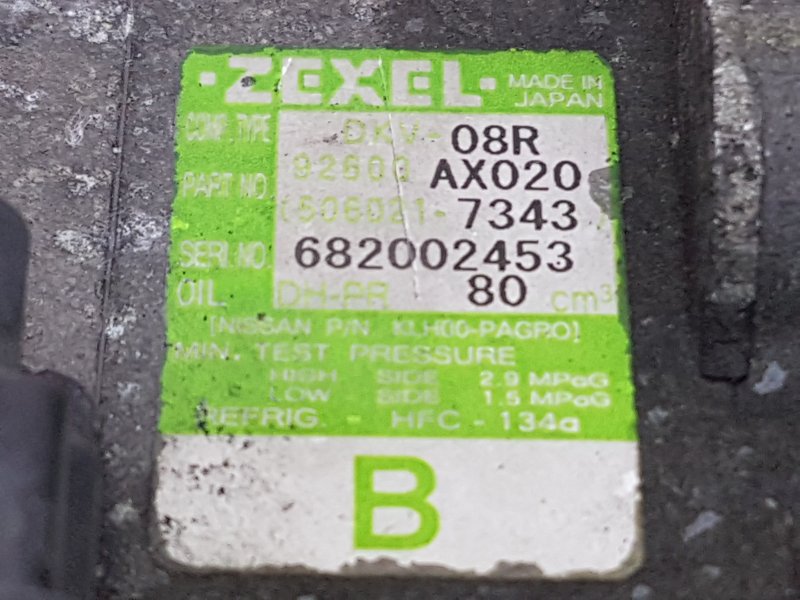 ·ZEXEL·
MADE IN
JAPAN
COMP. TYPE DKV-08R
PART NO. 92600 AX020
(506021-7343
SERI. NO. 682002453
OIL DH-PR 80 cm³
[NISSAN P/N KLH00-PAGR0]
MIN. TEST PRESSURE
HIGH SIDE 2.9 MPaG
LOW SIDE 1.5 MPaG
REFRIG. HFC - 134a
B